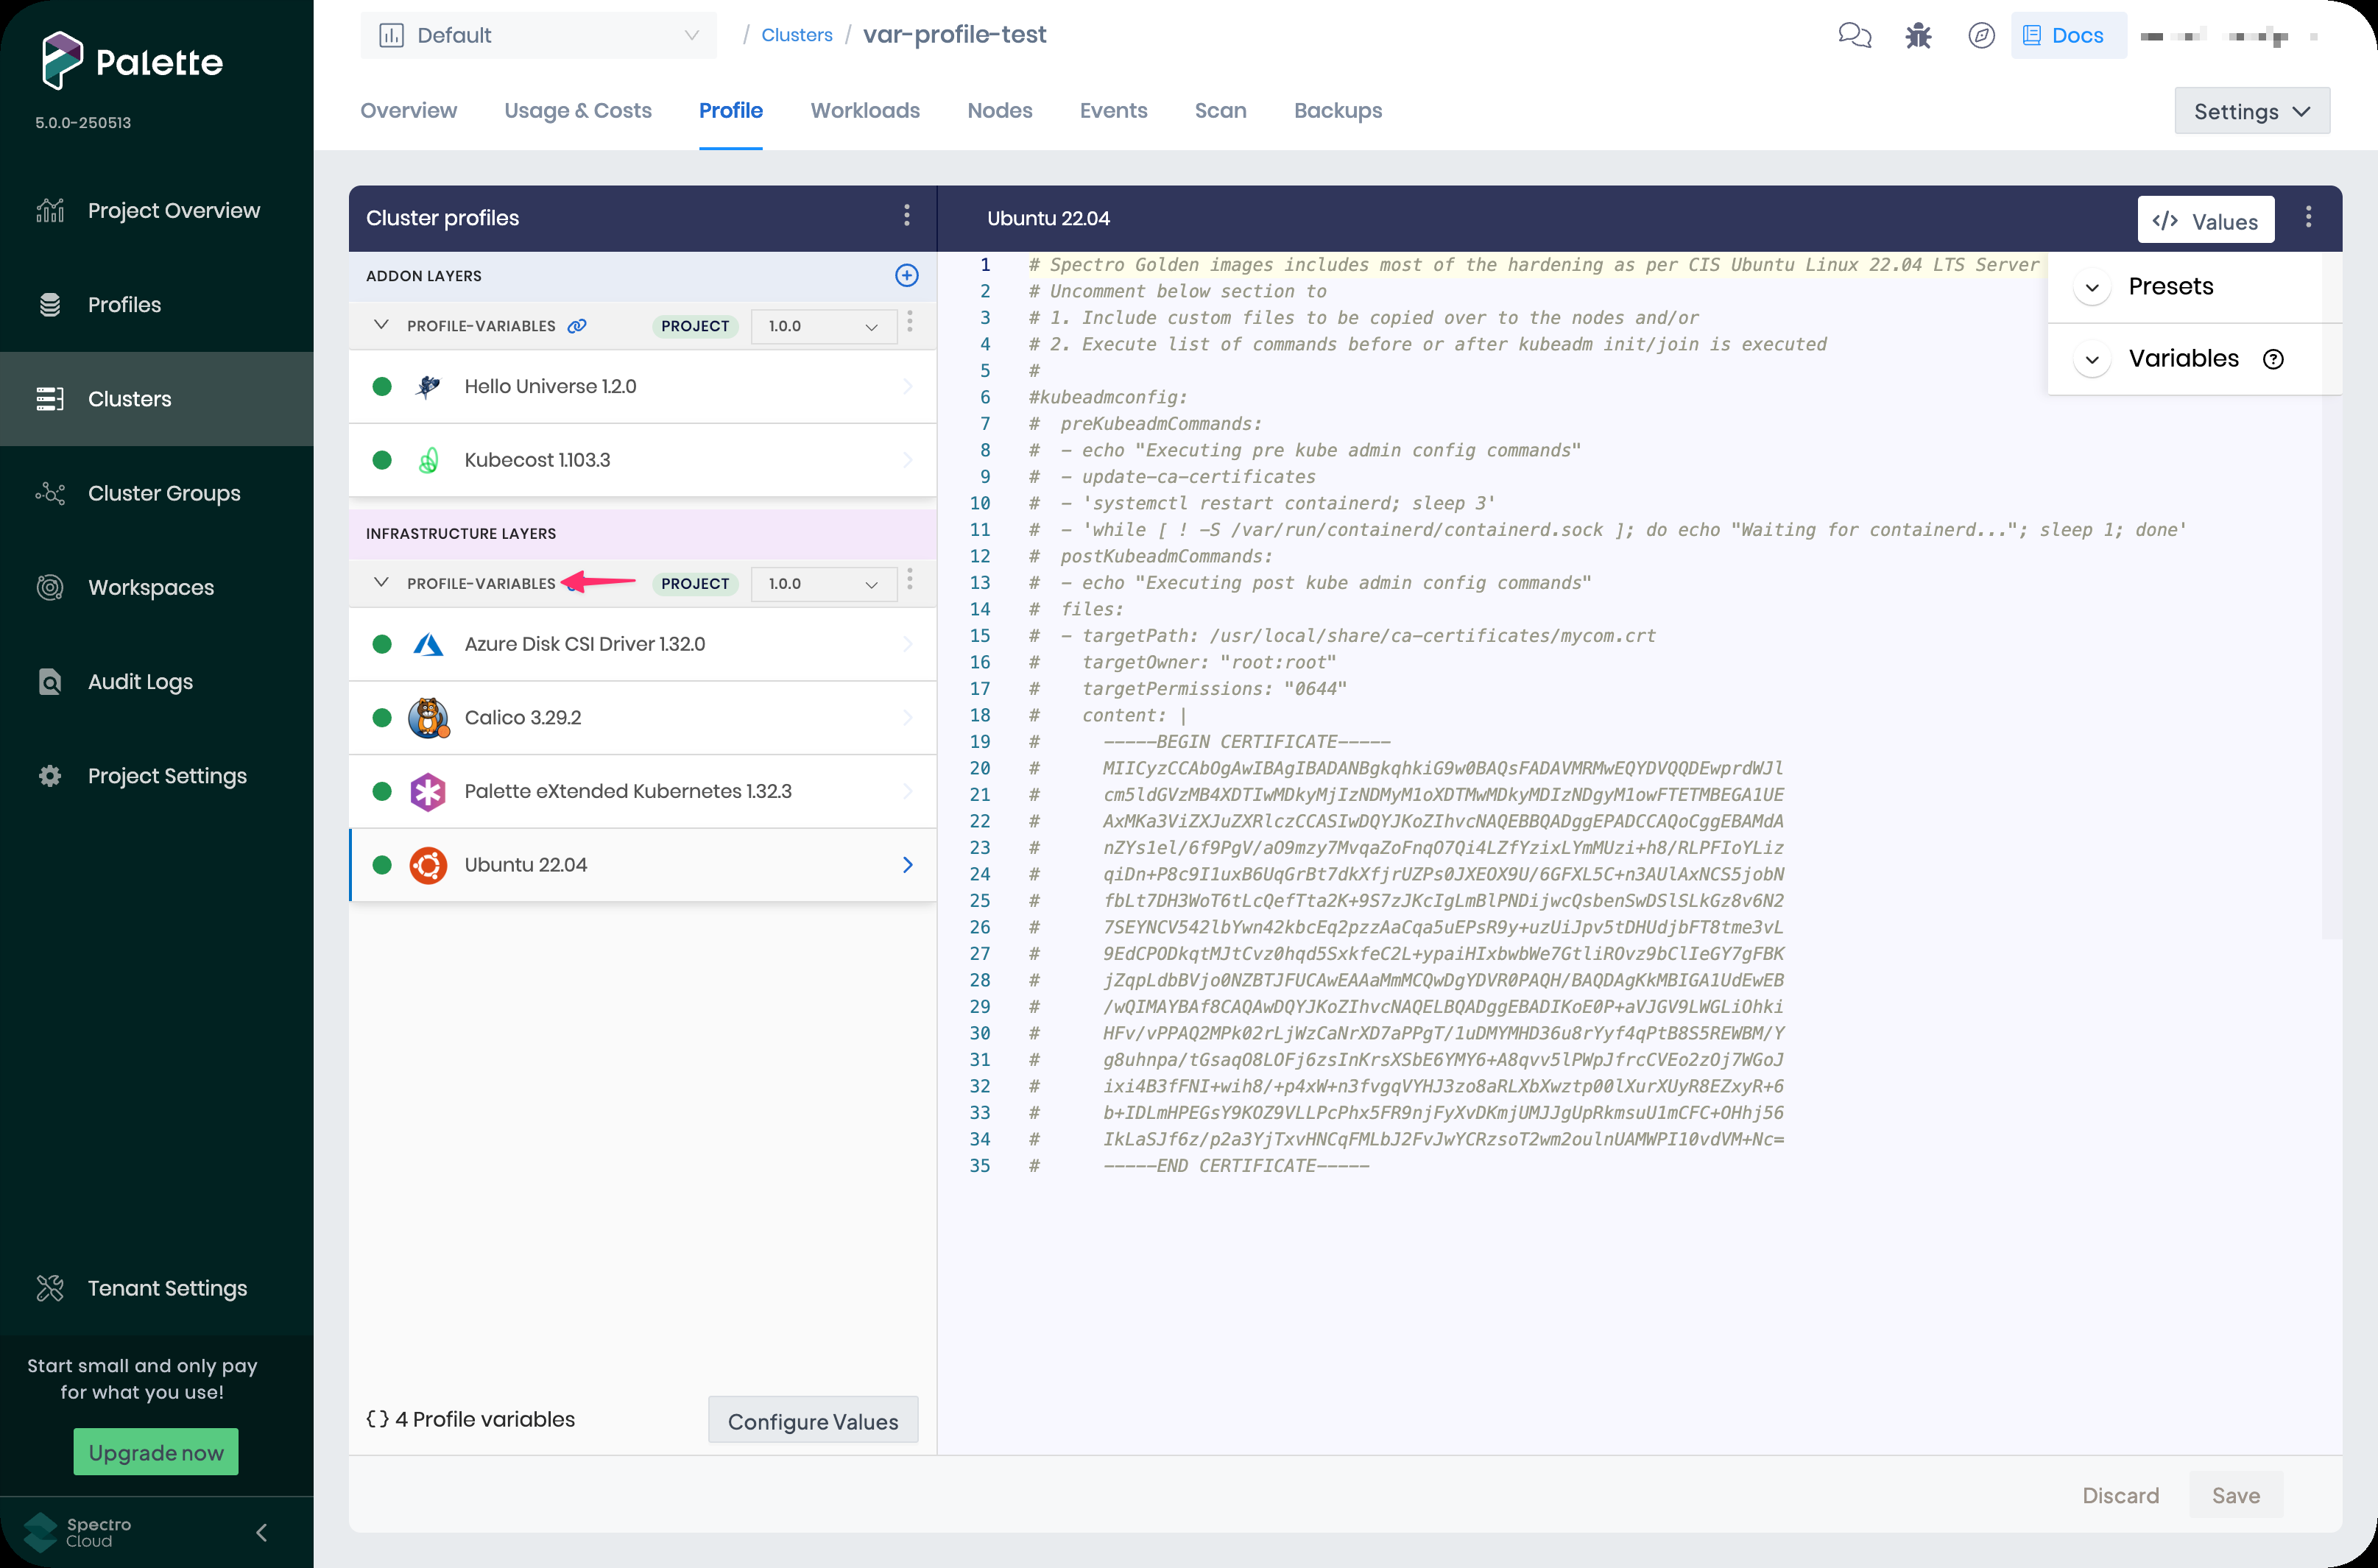 Palette
5.0.0-250513
Project Overview
Profiles
Clusters
Cluster Groups
Workspaces
Audit Logs
Project Settings
Tenant Settings
Start small and only pay
for what you use!
Upgrade now
Spectro
Cloud
Default
/ Clusters / var-profile-test
Docs
Overview Usage & Costs Profile Workloads Nodes Events Scan Backups
Settings
Cluster profiles
ADDON LAYERS
PROFILE-VARIABLES PROJECT 1.0.0
Hello Universe 1.2.0
Kubecost 1.103.3
INFRASTRUCTURE LAYERS
PROFILE-VARIABLES PROJECT 1.0.0
Azure Disk CSI Driver 1.32.0
Calico 3.29.2
Palette eXtended Kubernetes 1.32.3
Ubuntu 22.04
{} 4 Profile variables
Configure Values
Ubuntu 22.04
</> Values
Presets
Variables
1 # Spectro Golden images includes most of the hardening as per CIS Ubuntu Linux 22.04 LTS Server
2 # Uncomment below section to
3 # 1. Include custom files to be copied over to the nodes and/or
4 # 2. Execute list of commands before or after kubeadm init/join is executed
5 #
6 #kubeadmconfig:
7 #  preKubeadmCommands:
8 #  - echo "Executing pre kube admin config commands"
9 #  - update-ca-certificates
10 #  - 'systemctl restart containerd; sleep 3'
11 #  - 'while [ ! -S /var/run/containerd/containerd.sock ]; do echo "Waiting for containerd..."; sleep 1; done'
12 #  postKubeadmCommands:
13 #  - echo "Executing post kube admin config commands"
14 #  files:
15 #  - targetPath: /usr/local/share/ca-certificates/mycom.crt
16 #    targetOwner: "root:root"
17 #    targetPermissions: "0644"
18 #    content: |
19 #      -----BEGIN CERTIFICATE-----
20 #      MIICyzCCAbOgAwIBAgIBADANBgkqhkiG9w0BAQsFADAVMRMwEQYDVQQDEwprdWJl
21 #      cm5ldGVzMB4XDTIwMDkyMjIzNDMyM1oXDTMwMDkyMDIzNDgyM1owFTETMBEGA1UE
22 #      AxMKa3ViZXJuZXRlczCCASIwDQYJKoZIhvcNAQEBBQADggEPADCCAQoCggEBAMdA
23 #      nZYs1el/6f9PgV/aO9mzy7MvqaZoFnqO7Qi4LZfYzixLYmMUzi+h8/RLPFIoYLiz
24 #      qiDn+P8c9I1uxB6UqGrBt7dkXfjrUZPs0JXEOX9U/6GFXL5C+n3AUlAxNCS5jobN
25 #      fbLt7DH3WoT6tLcQefTta2K+9S7zJKcIgLmBlPNDijwcQsbenSwDSlSLkGz8v6N2
26 #      7SEYNCV542lbYwn42kbcEq2pzzAaCqa5uEPsR9y+uzUiJpv5tDHUdjbFT8tme3vL
27 #      9EdCPODkqtMJtCvz0hqd5SxkfeC2L+ypaiHIxbwbWe7GtliROvz9bClIeGY7gFBK
28 #      jZqpLdbBVjo0NZBTJFUCAwEAAaMmMCQwDgYDVR0PAQH/BAQDAgKkMBIGA1UdEwEB
29 #      /wQIMAYBAf8CAQAwDQYJKoZIhvcNAQELBQADggEBADIKoE0P+aVJGV9LWGLiOhki
30 #      HFv/vPPAQ2MPk02rLjWzCaNrXD7aPPgT/1uDMYMHD36u8rYyf4qPtB8S5REWBM/Y
31 #      g8uhnpa/tGsaqO8LOFj6zsInKrsXSbE6YMY6+A8qvv5lPWpJfrcCVEo2zOj7WGoJ
32 #      ixi4B3fFNI+wih8/+p4xW+n3fvgqVYHJ3zo8aRLXbXwztp00lXurXUyR8EZxyR+6
33 #      b+IDLmHPEGsY9KOZ9VLLPcPhx5FR9njFyXvDKmjUMJJgUpRkmsuU1mCFC+OHhj56
34 #      IkLaSJf6z/p2a3YjTxvHNCqFMLbJ2FvJwYCRzsoT2wm2oulnUAMWPI10vdVM+Nc=
35 #      -----END CERTIFICATE-----
Discard
Save